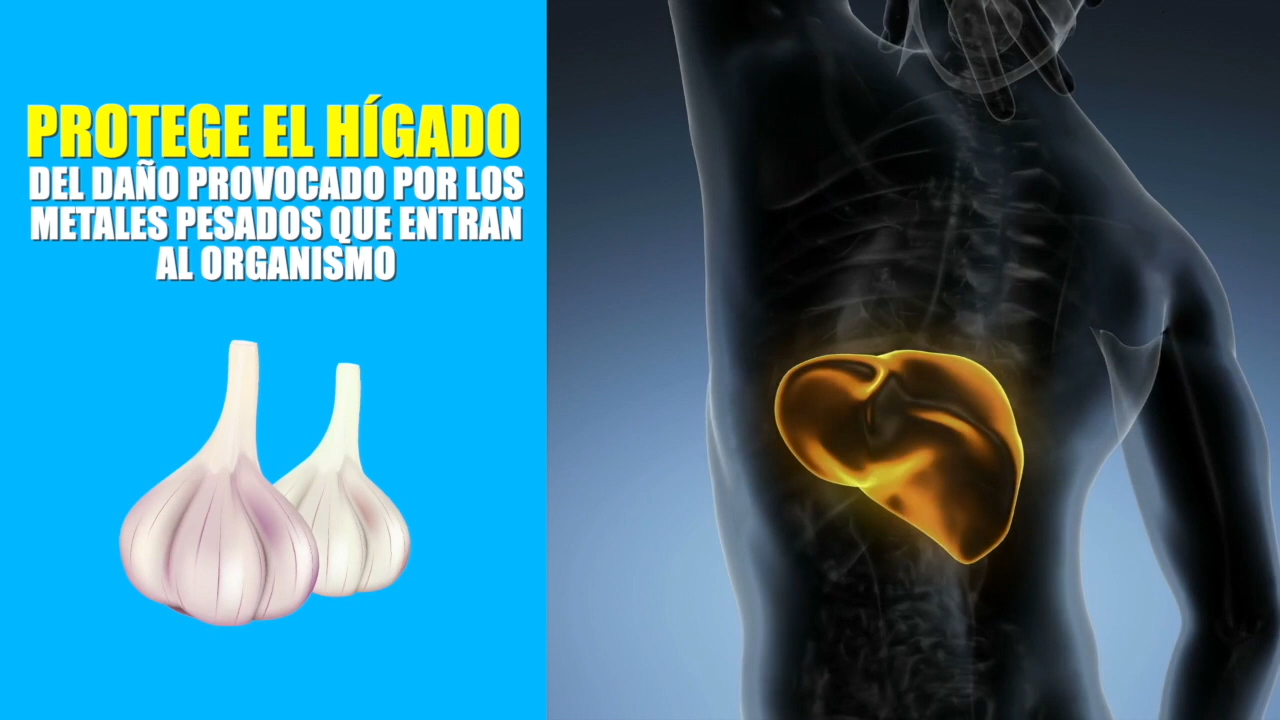 PROTEGE EL HÍGADO
DEL DAÑO PROVOCADO POR LOS
METALES PESADOS QUE ENTRAN
AL ORGANISMO